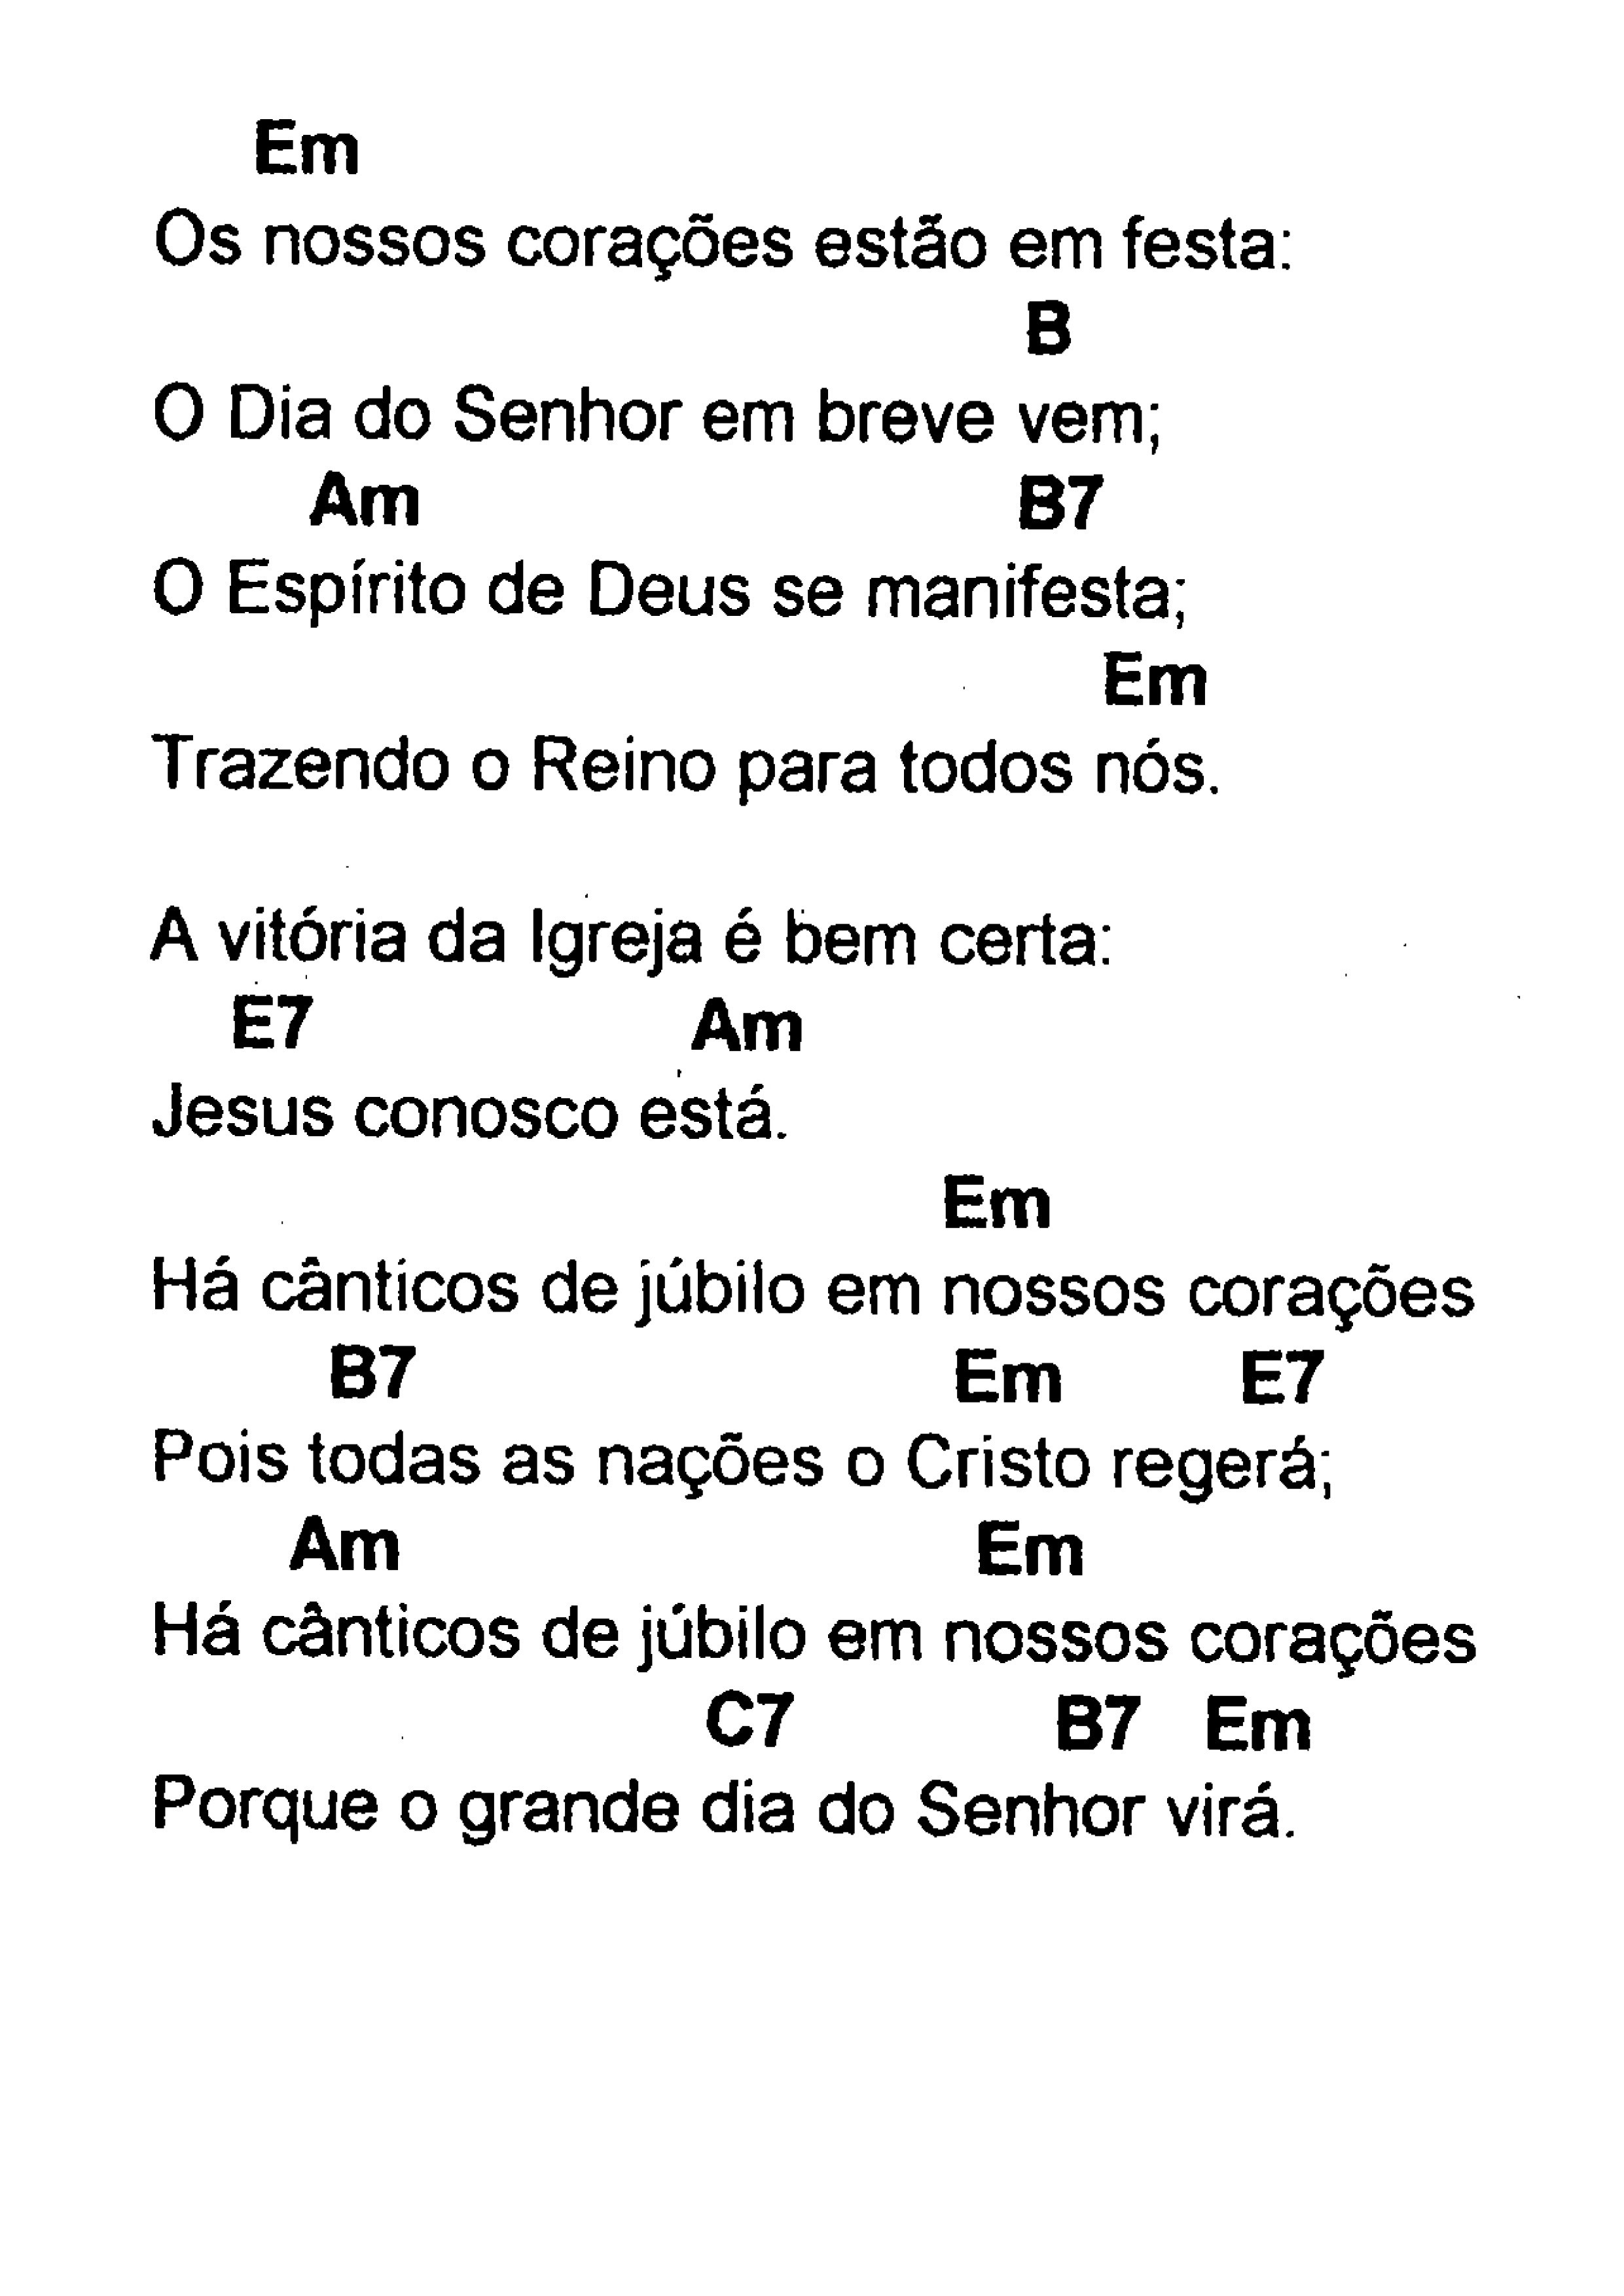 Em
Os nossos corações estão em festa:
B
O Dia do Senhor em breve vem;
Am B7
O Espírito de Deus se manifesta;
Em
Trazendo o Reino para todos nós.
A vitória da Igreja é bem certa:
E7 Am
Jesus conosco está.
Em
Há cânticos de júbilo em nossos corações
B7 Em E7
Pois todas as nações o Cristo regerá;
Am Em
Há cânticos de júbilo em nossos corações
C7 B7 Em
Porque o grande dia do Senhor virá.